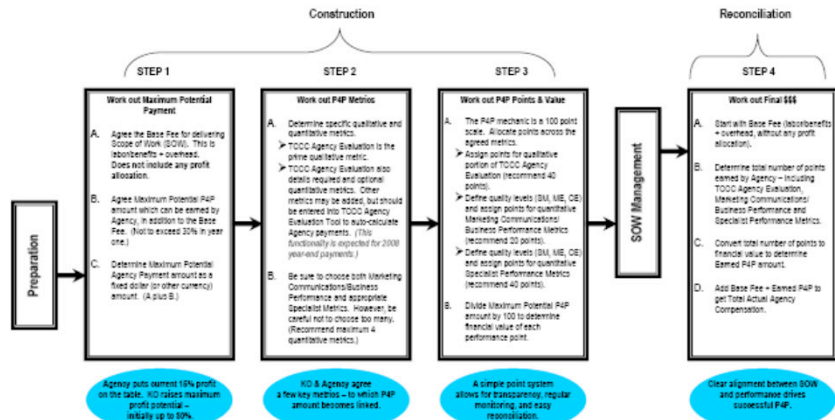 Construction
Reconciliation
STEP 1
STEP 2
STEP 3
STEP 4
Preparation
Work out Maximum Potential
Payment
A. Agree the Base Fee for delivering
Scope of Work (SOW). This is
labor/benefits + overhead.
Does not include any profit
allocation.
B. Agree Maximum Potential P4P
amount which can be earned by
Agency, in addition to the Base
Fee. (Not to exceed 30% in year
one.)
C. Determine Maximum Potential
Agency Payment amount as a
fixed dollar (or other currency)
amount. (A plus B.)
Agency puts current 15% profit
on the table. KO raises maximum
profit potential –
initially up to 30%.
Work out P4P Metrics
A. Determine specific qualitative and
quantitative metrics.
➤ TCCC Agency Evaluation is the
prime qualitative metric.
➤ TCCC Agency Evaluation also
details required and optional
quantitative metrics. Other
metrics may be added, but should
be entered into TCCC Agency
Evaluation Tool to auto-calculate
Agency payments. (This
functionality is expected for 2008
year-end payments.)
B. Be sure to choose both Marketing
Communications/Business
Performance and appropriate
Specialist Metrics. However, be
careful not to choose too many.
(Recommend maximum 4
quantitative metrics.)
KO & Agency agree
a few key metrics – to which P4P
amount becomes linked.
Work out P4P Points & Value
A. The P4P mechanic is a 100 point
scale. Allocate points across the
agreed metrics.
➤ Assign points for qualitative
portion of TCCC Agency
Evaluation (recommend 40
points).
➤ Define quality levels (SM, ME, CE)
and assign points for quantitative
Marketing Communications/
Business Performance Metrics
(recommend 20 points).
➤ Define quality levels (SM, ME, CE)
and assign points for quantitative
Specialist Performance Metrics
(recommend 40 points).
B. Divide Maximum Potential P4P
amount by 100 to determine
financial value of each
performance point.
A simple point system
allows for transparency, regular
monitoring, and easy
reconciliation.
SOW Management
Work out Final $$$
A. Start with Base Fee (labor/benefits
+ overhead, without any profit
allocation).
B. Determine total number of points
earned by Agency – including
TCCC Agency Evaluation,
Marketing Communications/
Business Performance and
Specialist Performance Metrics.
C. Convert total number of points to
financial value to determine
Earned P4P amount.
D. Add Base Fee + Earned P4P to
get Total Actual Agency
Compensation.
Clear alignment between SOW
and performance drives
successful P4P.